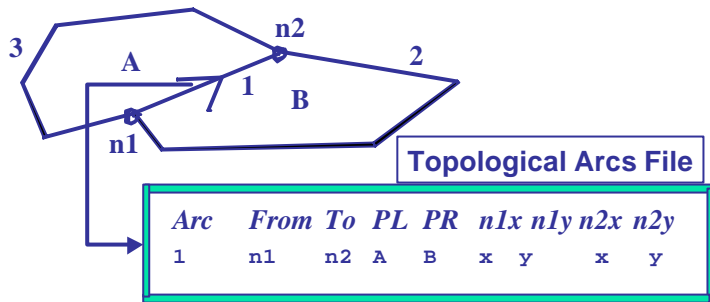 n2
3
2
A
1
B
n1
Topological Arcs File
Arc From To PL PR n1x n1y n2x n2y
1 n1 n2 A B x y x y